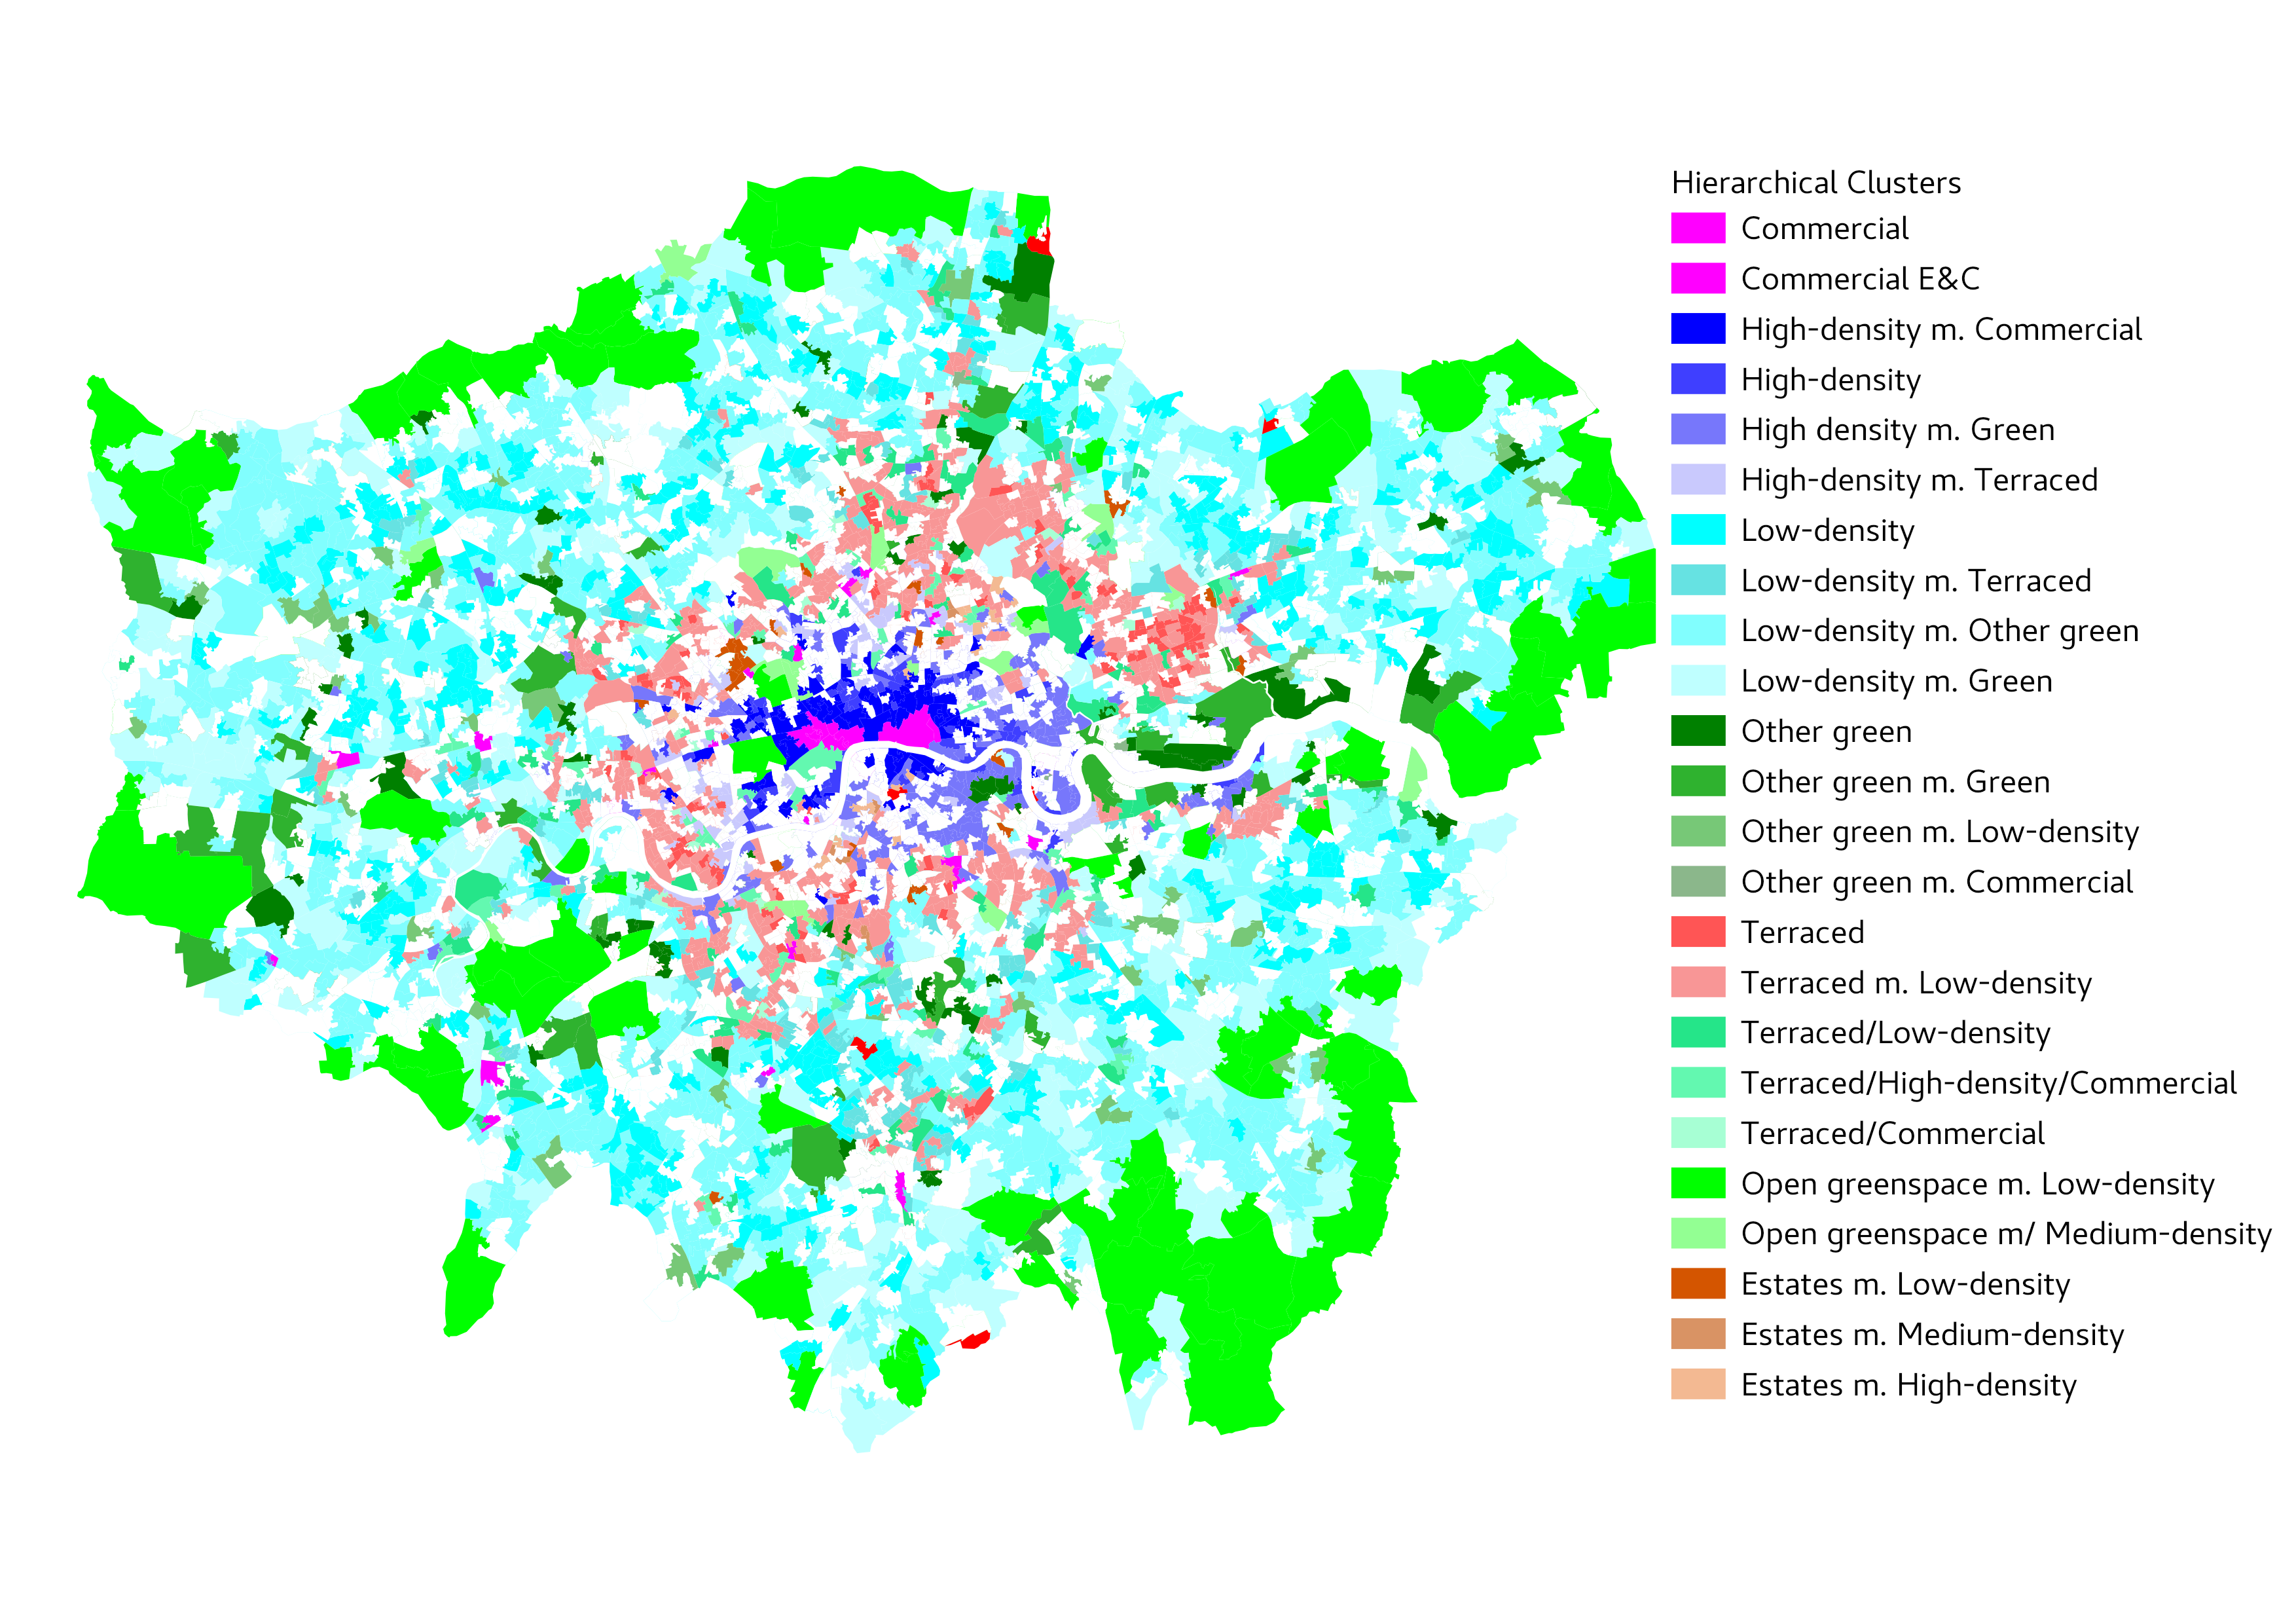 Hierarchical Clusters
Commercial
Commercial E&C
High-density m. Commercial
High-density
High density m. Green
High-density m. Terraced
Low-density
Low-density m. Terraced
Low-density m. Other green
Low-density m. Green
Other green
Other green m. Green
Other green m. Low-density
Other green m. Commercial
Terraced
Terraced m. Low-density
Terraced/Low-density
Terraced/High-density/Commercial
Terraced/Commercial
Open greenspace m. Low-density
Open greenspace m/ Medium-density
Estates m. Low-density
Estates m. Medium-density
Estates m. High-density